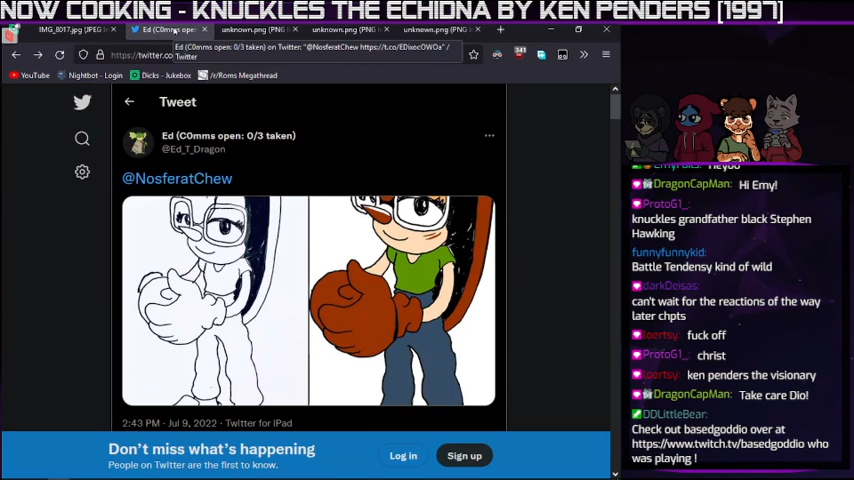 NOW COOKING - KNUCKLES THE ECHIDNA BY KEN PENDERS [1997]
IMG_8017.jpg (JPEG I
Ed (C0mms open
unknown.png (PNG I
unknown.png (PNG I
unknown.png (PNG I
https://twitter.co
Ed (C0mms open: 0/3 taken) on Twitter: "@NosferatChew https://t.co/EDixocOWOa" /
Twitter
343
YouTube
Nightbot - Login
Dicks - Jukebox
/r/Roms Megathread
Tweet
Ed (C0mms open: 0/3 taken)
@Ed_T_Dragon
@NosferatChew
2:43 PM · Jul 9, 2022 · Twitter for iPad
Don't miss what's happening
People on Twitter are the first to know.
Log in
Sign up
DragonCapMan: Hi Emy!
ProtoG1_:
knuckles grandfather black Stephen
Hawking
funnyfunnykid:
Battle Tendensy kind of wild
darkDeisas:
can't wait for the reactions of the way
later chpts
loertsy: fuck off
ProtoG1_: christ
loertsy: ken penders the visionary
DragonCapMan: Take care Dio!
DDLittleBear:
Check out basedgoddio over at
https://www.twitch.tv/basedgoddio who
was playing !